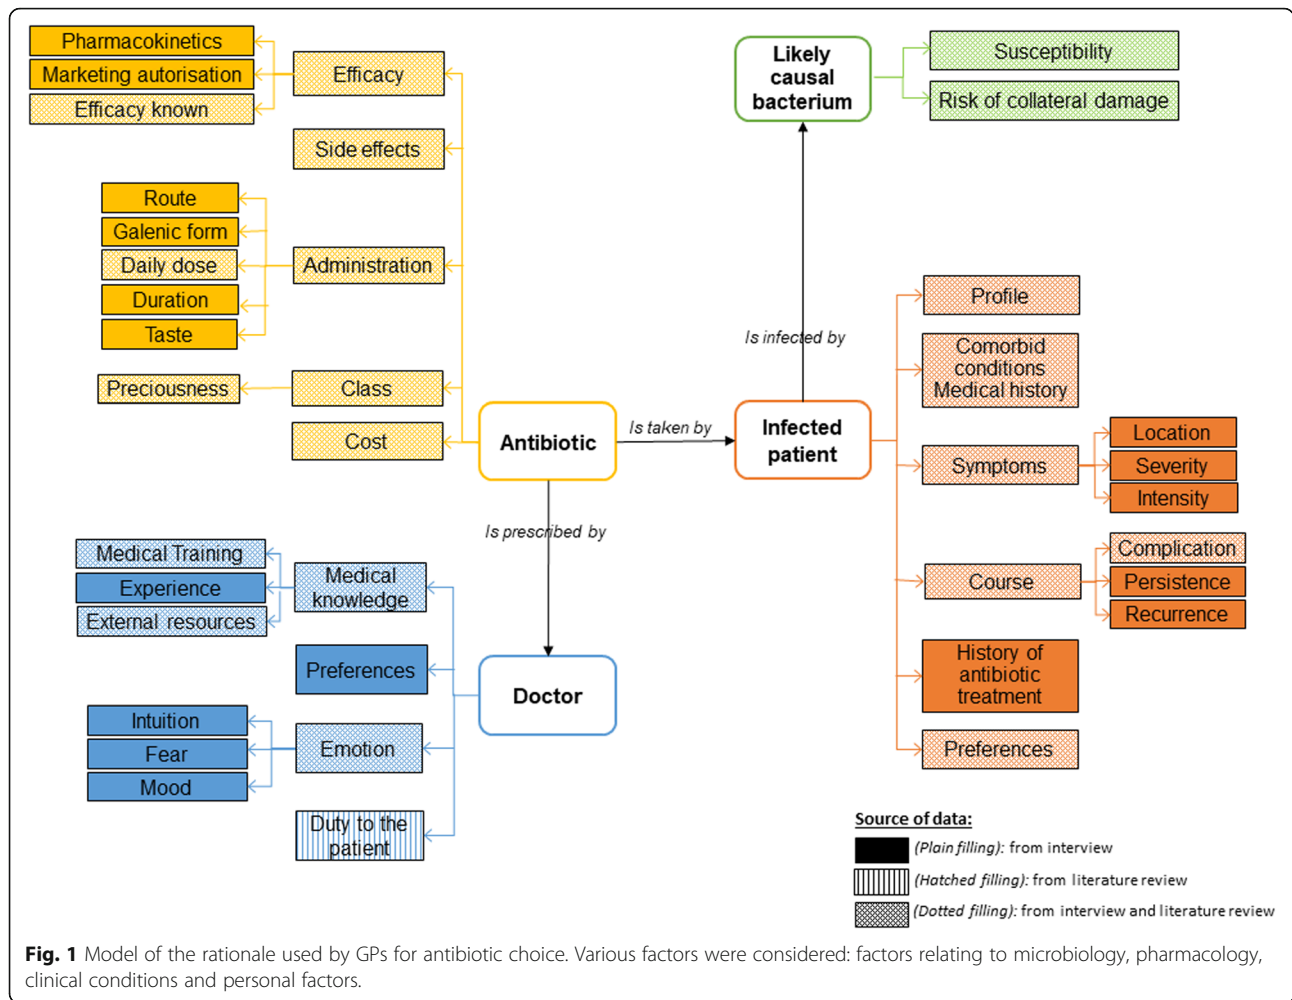 Pharmacokinetics
Marketing autorisation
Efficacy known
Efficacy
Side effects
Route
Galenic form
Daily dose
Duration
Taste
Administration
Preciousness
Class
Cost
Antibiotic
Is taken by
Infected
patient
Is infected by
Likely
causal
bacterium
Susceptibility
Risk of collateral damage
Profile
Comorbid
conditions
Medical history
Symptoms
Location
Severity
Intensity
Course
Complication
Persistence
Recurrence
History of
antibiotic
treatment
Preferences
Is prescribed by
Doctor
Medical Training
Experience
External resources
Medical
knowledge
Preferences
Intuition
Fear
Mood
Emotion
Duty to the
patient
Source of data:
(Plain filling): from interview
(Hatched filling): from literature review
(Dotted filling): from interview and literature review
Fig. 1 Model of the rationale used by GPs for antibiotic choice. Various factors were considered: factors relating to microbiology, pharmacology,
clinical conditions and personal factors.